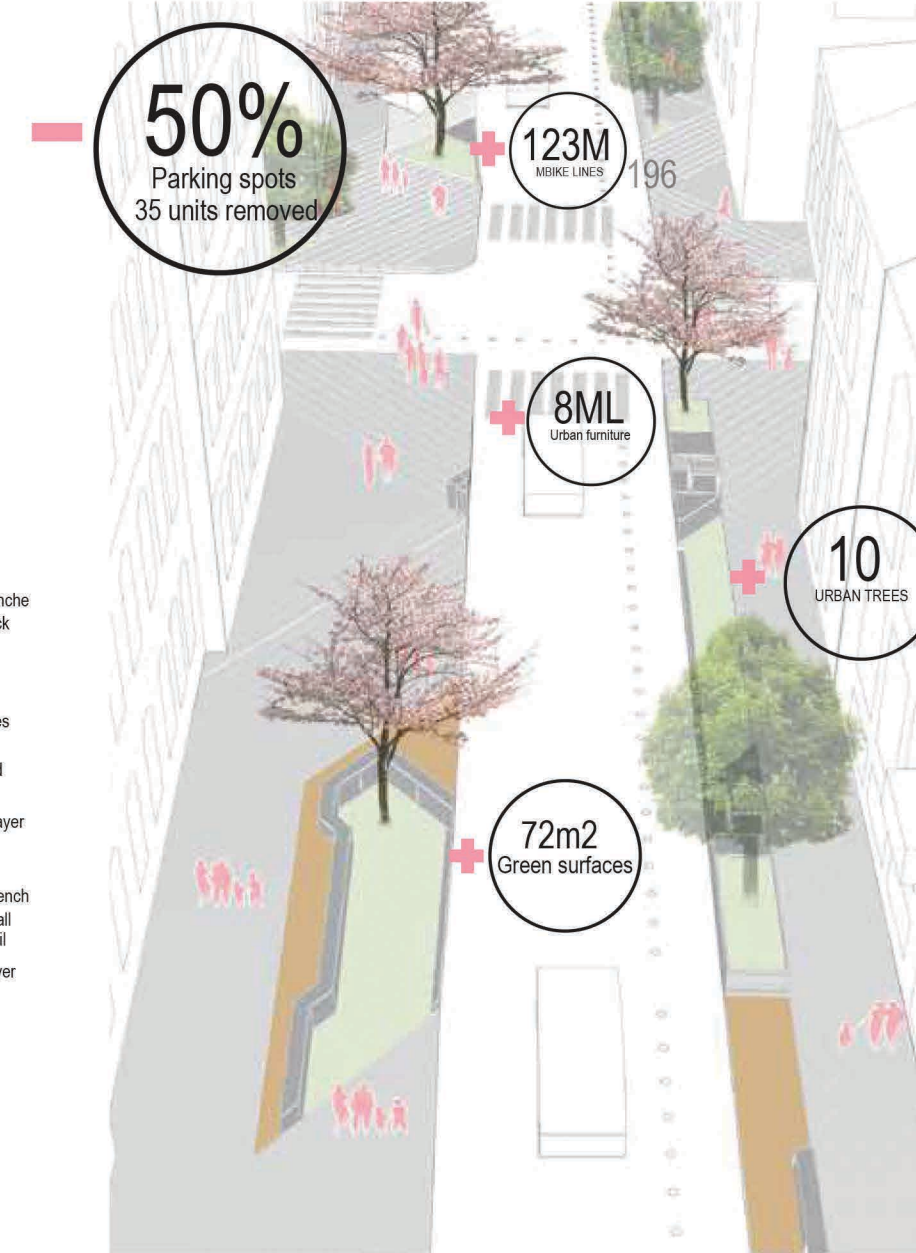 50%
Parking spots
35 units removed
123M
MBIKE LINES
196
8ML
Urban furniture
10
URBAN TREES
72m2
Green surfaces